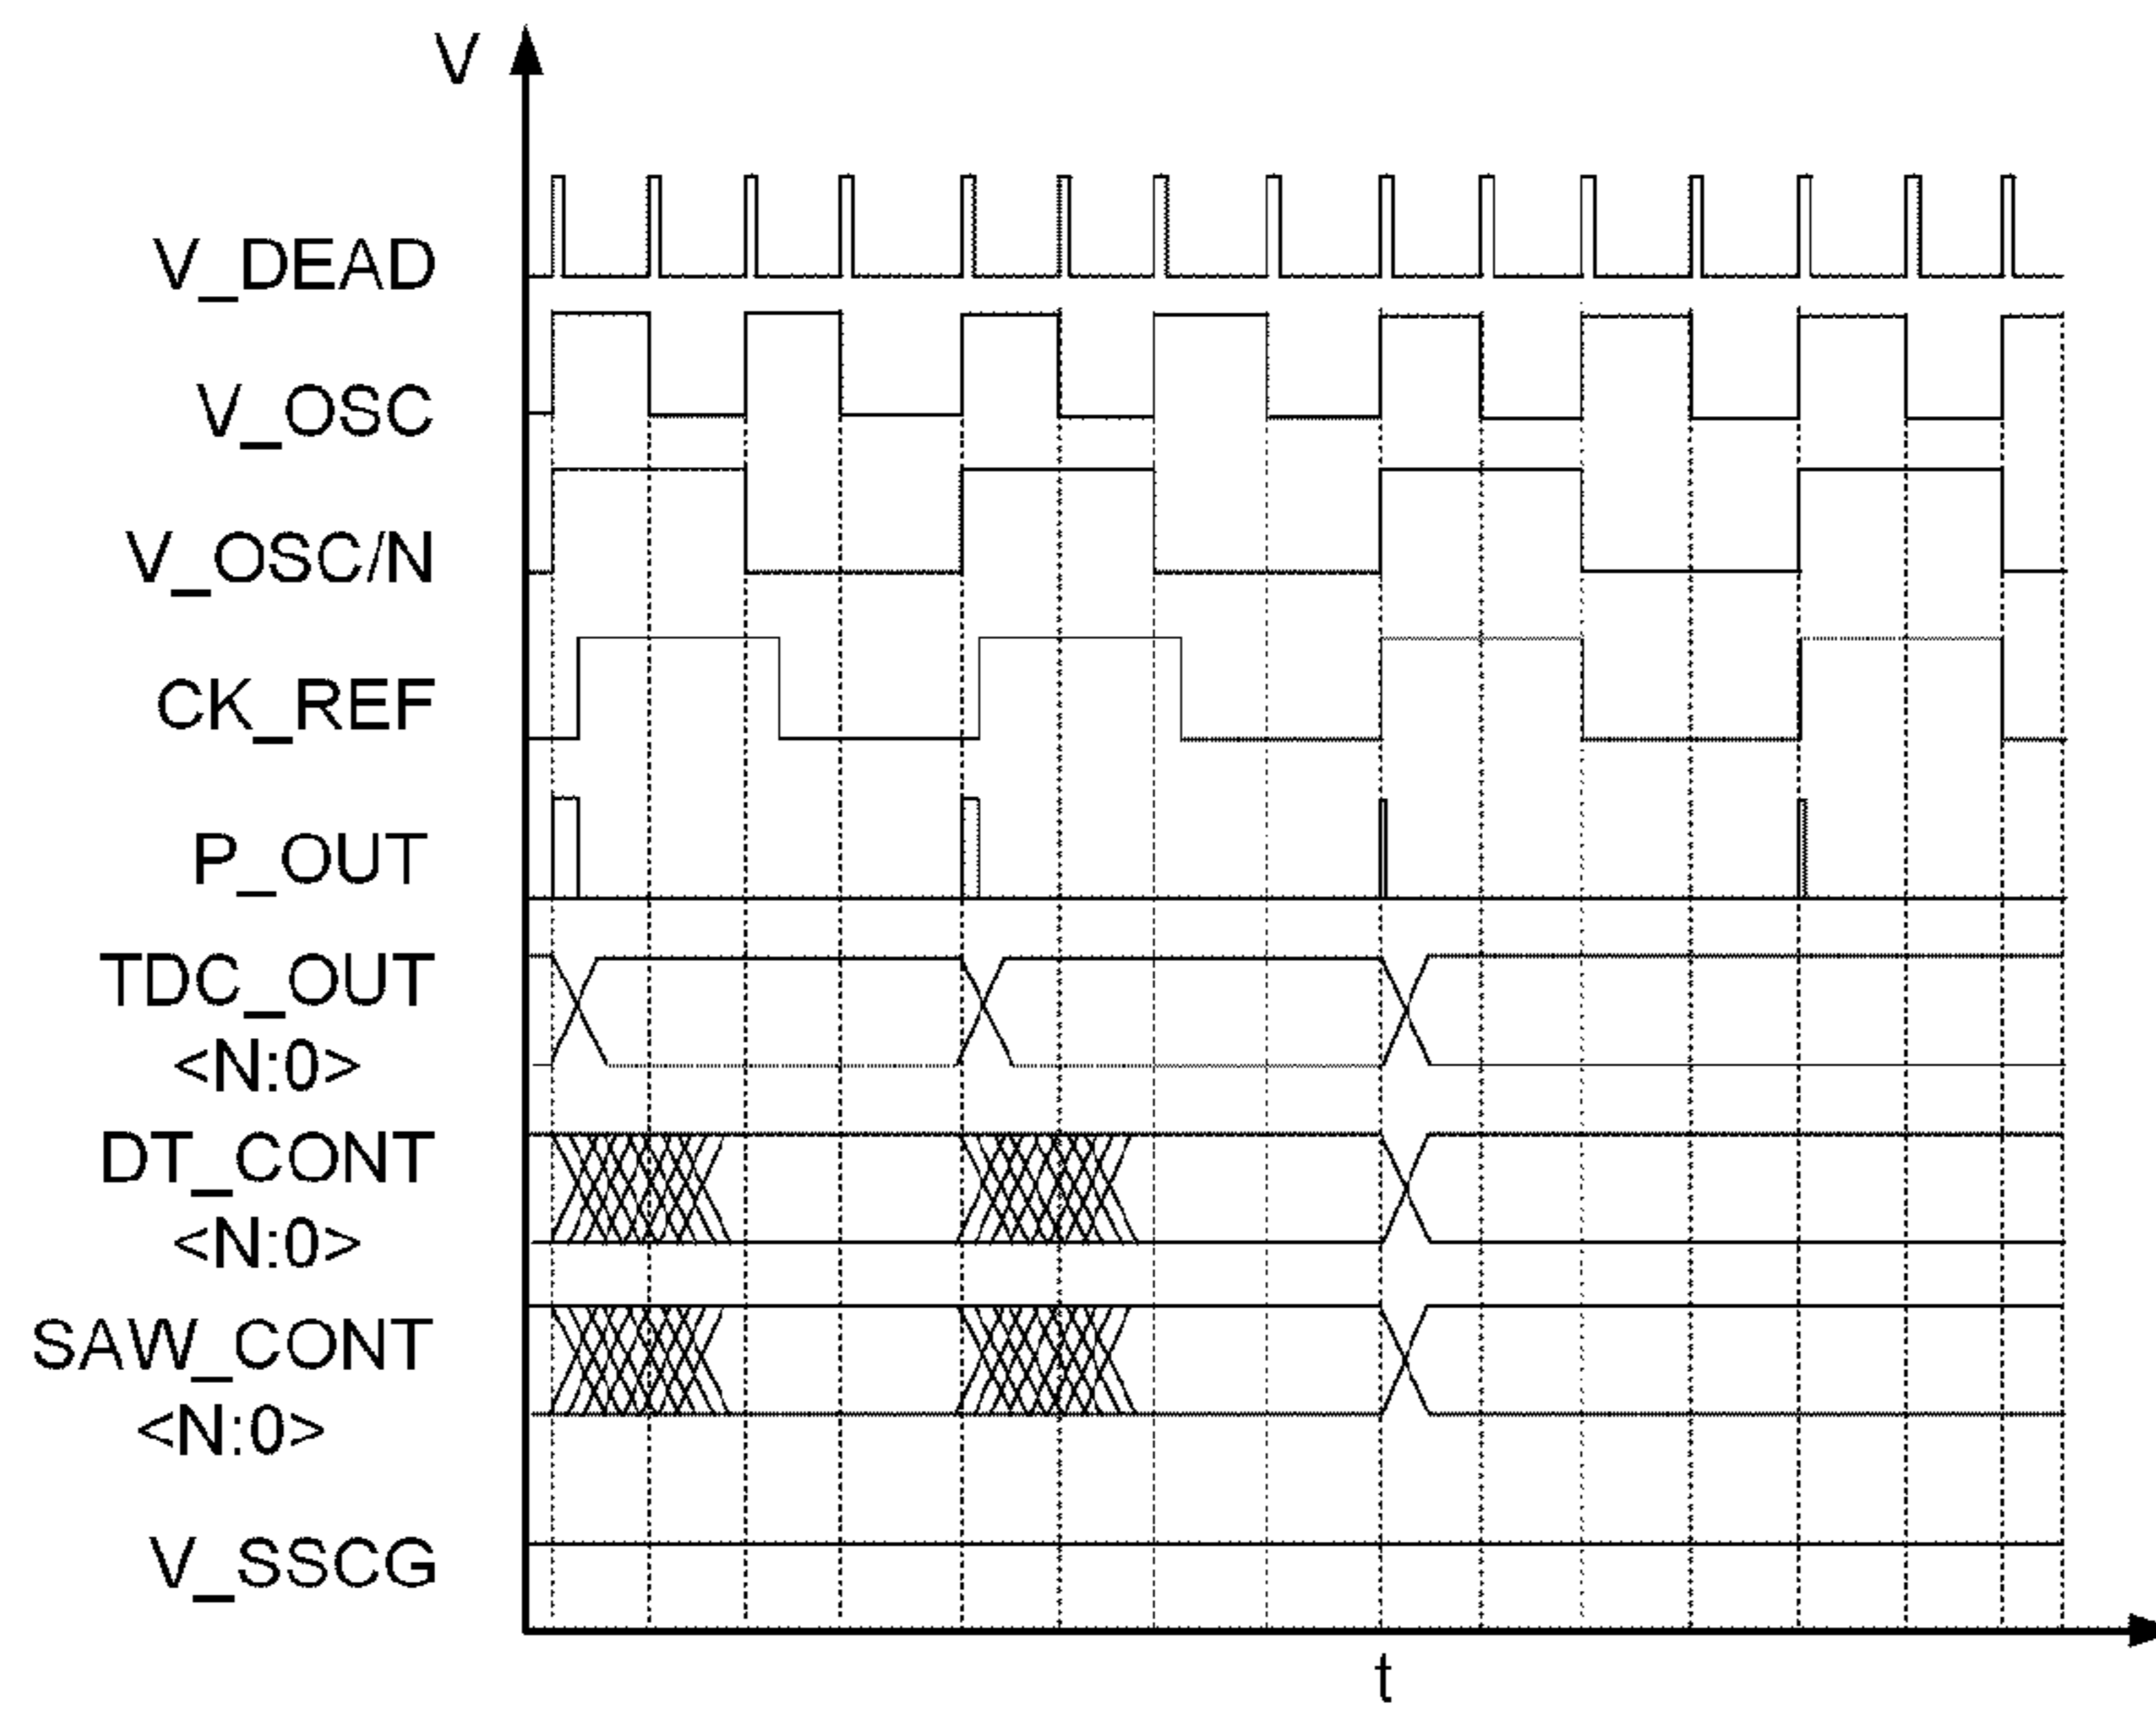 V
V_DEAD
V_OSC
V_OSC/N
CK_REF
P_OUT
TDC_OUT
<N:0>
DT_CONT
<N:0>
SAW_CONT
<N:0>
V_SSCG
t